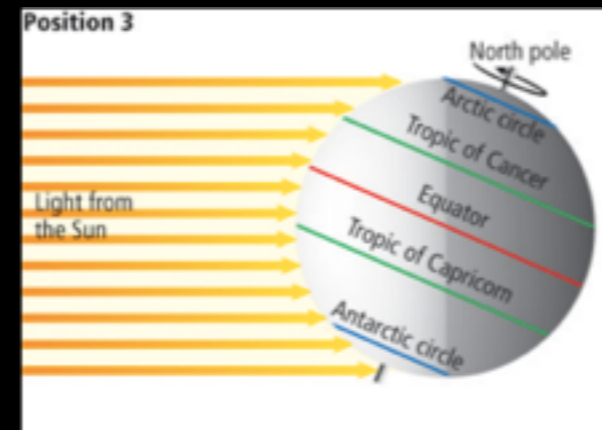 Position 3
North pole
Arctic circle
Tropic of Cancer
Equator
Light from
the Sun
Tropic of Capricorn
Antarctic circle